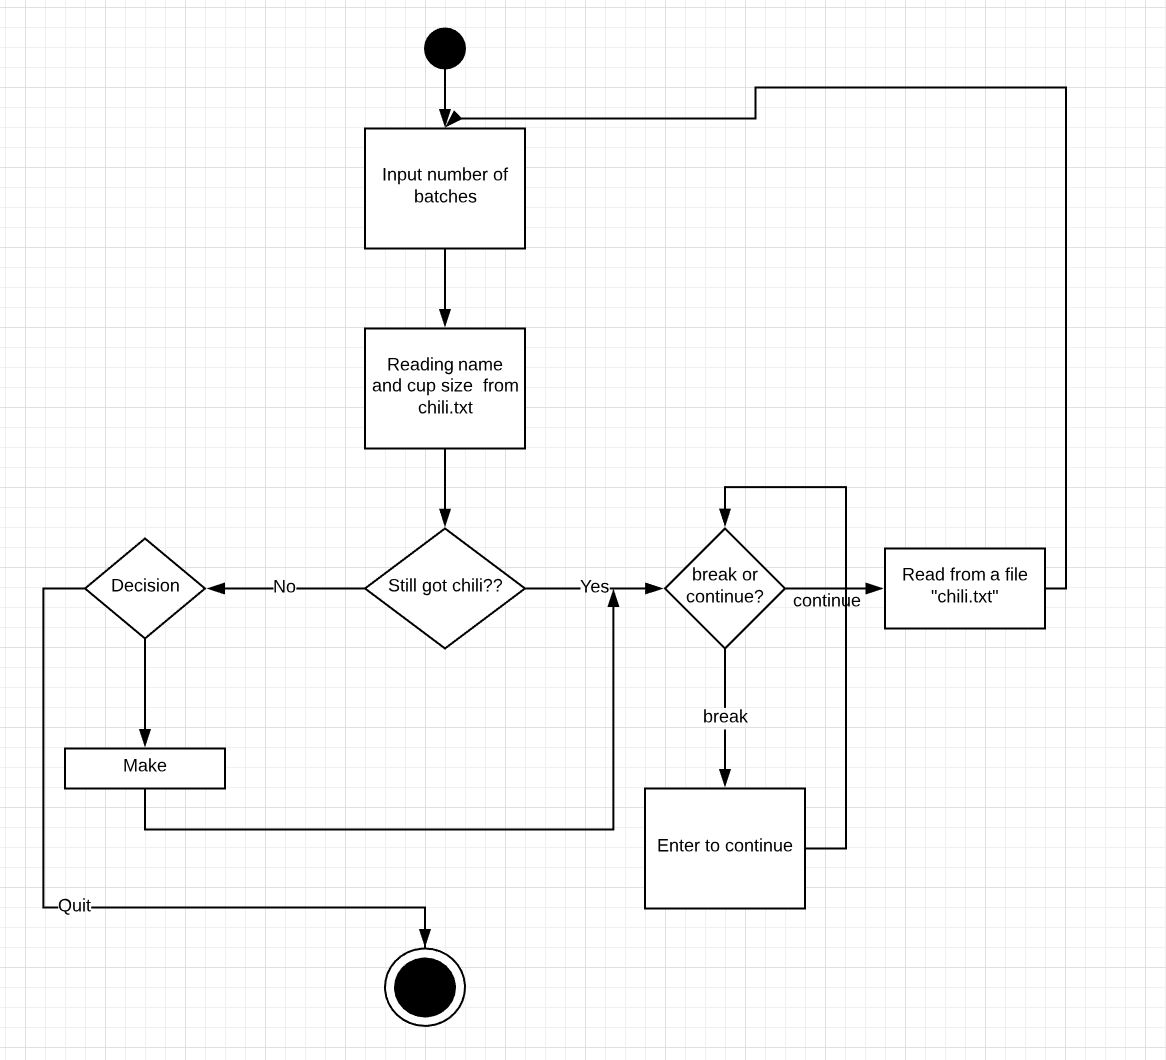 Input number of
batches
Reading name
and cup size  from
chili.txt
Decision
No
Still got chili??
Yes
break or
continue?
continue
Read from a file
"chili.txt"
break
Make
Enter to continue
Quit